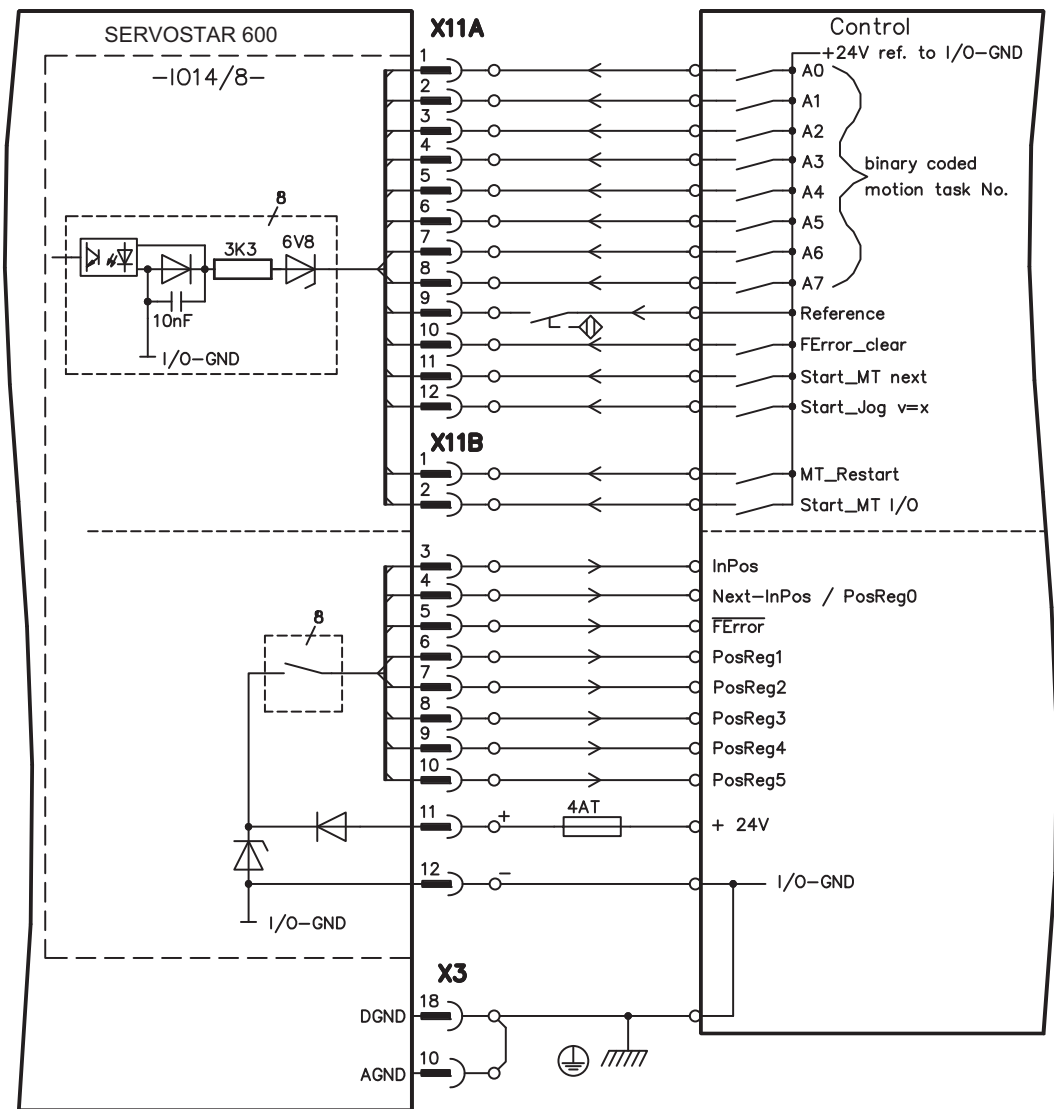 SERVOSTAR 600
-I014/8-
8
3K3
6V8
10nF
I/O-GND
X11A
1
2
3
4
5
6
7
8
9
10
11
12
Control
+24V ref. to I/O-GND
A0
A1
A2
A3
A4
A5
A6
A7
binary coded
motion task No.
Reference
FError_clear
Start_MT next
Start_Jog v=x
X11B
1
2
MT_Restart
Start_MT I/O
8
3
4
5
6
7
8
9
10
11
12
InPos
Next-InPos / PosReg0
FError
PosReg1
PosReg2
PosReg3
PosReg4
PosReg5
+
4AT
+ 24V
-
I/O-GND
I/O-GND
X3
DGND
18
AGND
10